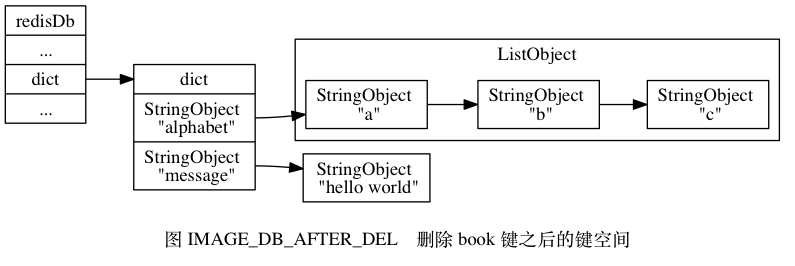 redisDb
...
dict
...
dict
StringObject
"alphabet"
StringObject
"message"
ListObject
StringObject
"a"
StringObject
"b"
StringObject
"c"
StringObject
"hello world"
图 IMAGE_DB_AFTER_DEL 删除 book 键之后的键空间